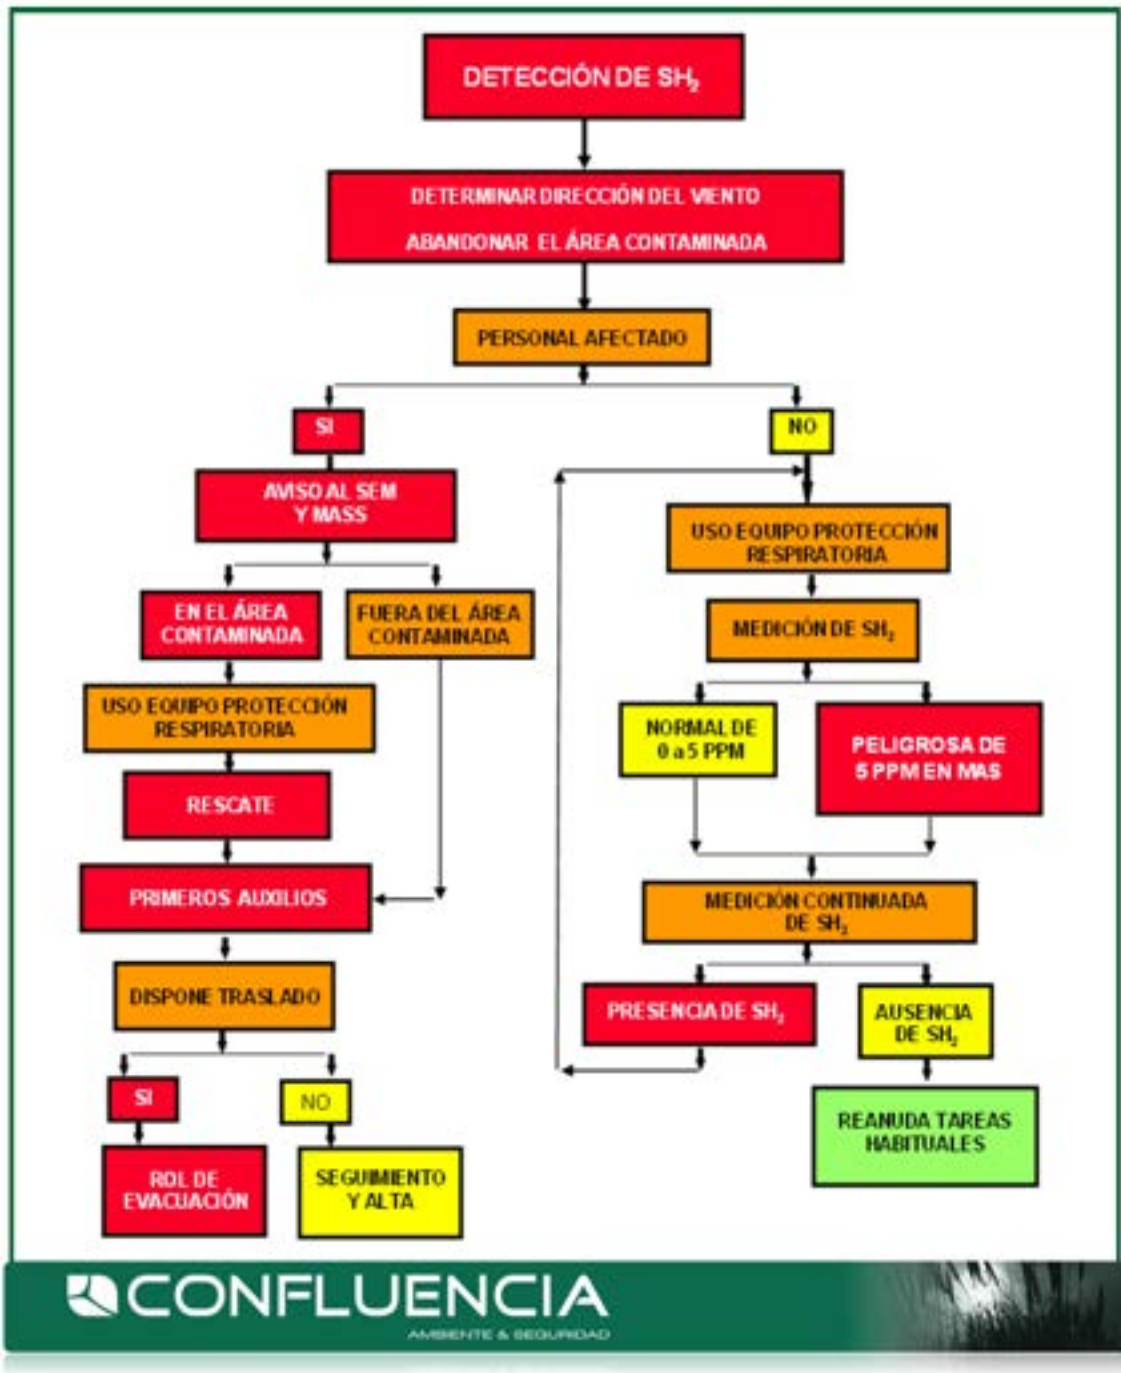 DETECCIÓN DE SH₂
DETERMINAR DIRECCIÓN DEL VIENTO
ABANDONAR EL ÁREA CONTAMINADA
PERSONAL AFECTADO
SI
NO
AVISO AL SEM
Y MASS
USO EQUIPO PROTECCIÓN
RESPIRATORIA
EN EL ÁREA
CONTAMINADA
FUERA DEL ÁREA
CONTAMINADA
MEDICIÓN DE SH₂
USO EQUIPO PROTECCIÓN
RESPIRATORIA
NORMAL DE
0 a 5 PPM
PELIGROSA DE
5 PPM EN MAS
RESCATE
PRIMEROS AUXILIOS
MEDICIÓN CONTINUADA
DE SH₂
DISPONE TRASLADO
PRESENCIA DE SH₂
AUSENCIA
DE SH₂
SI
NO
REANUDA TAREAS
HABITUALES
ROL DE
EVACUACIÓN
SEGUIMIENTO
Y ALTA
CONFLUENCIA
AMBIENTE & SEGURIDAD